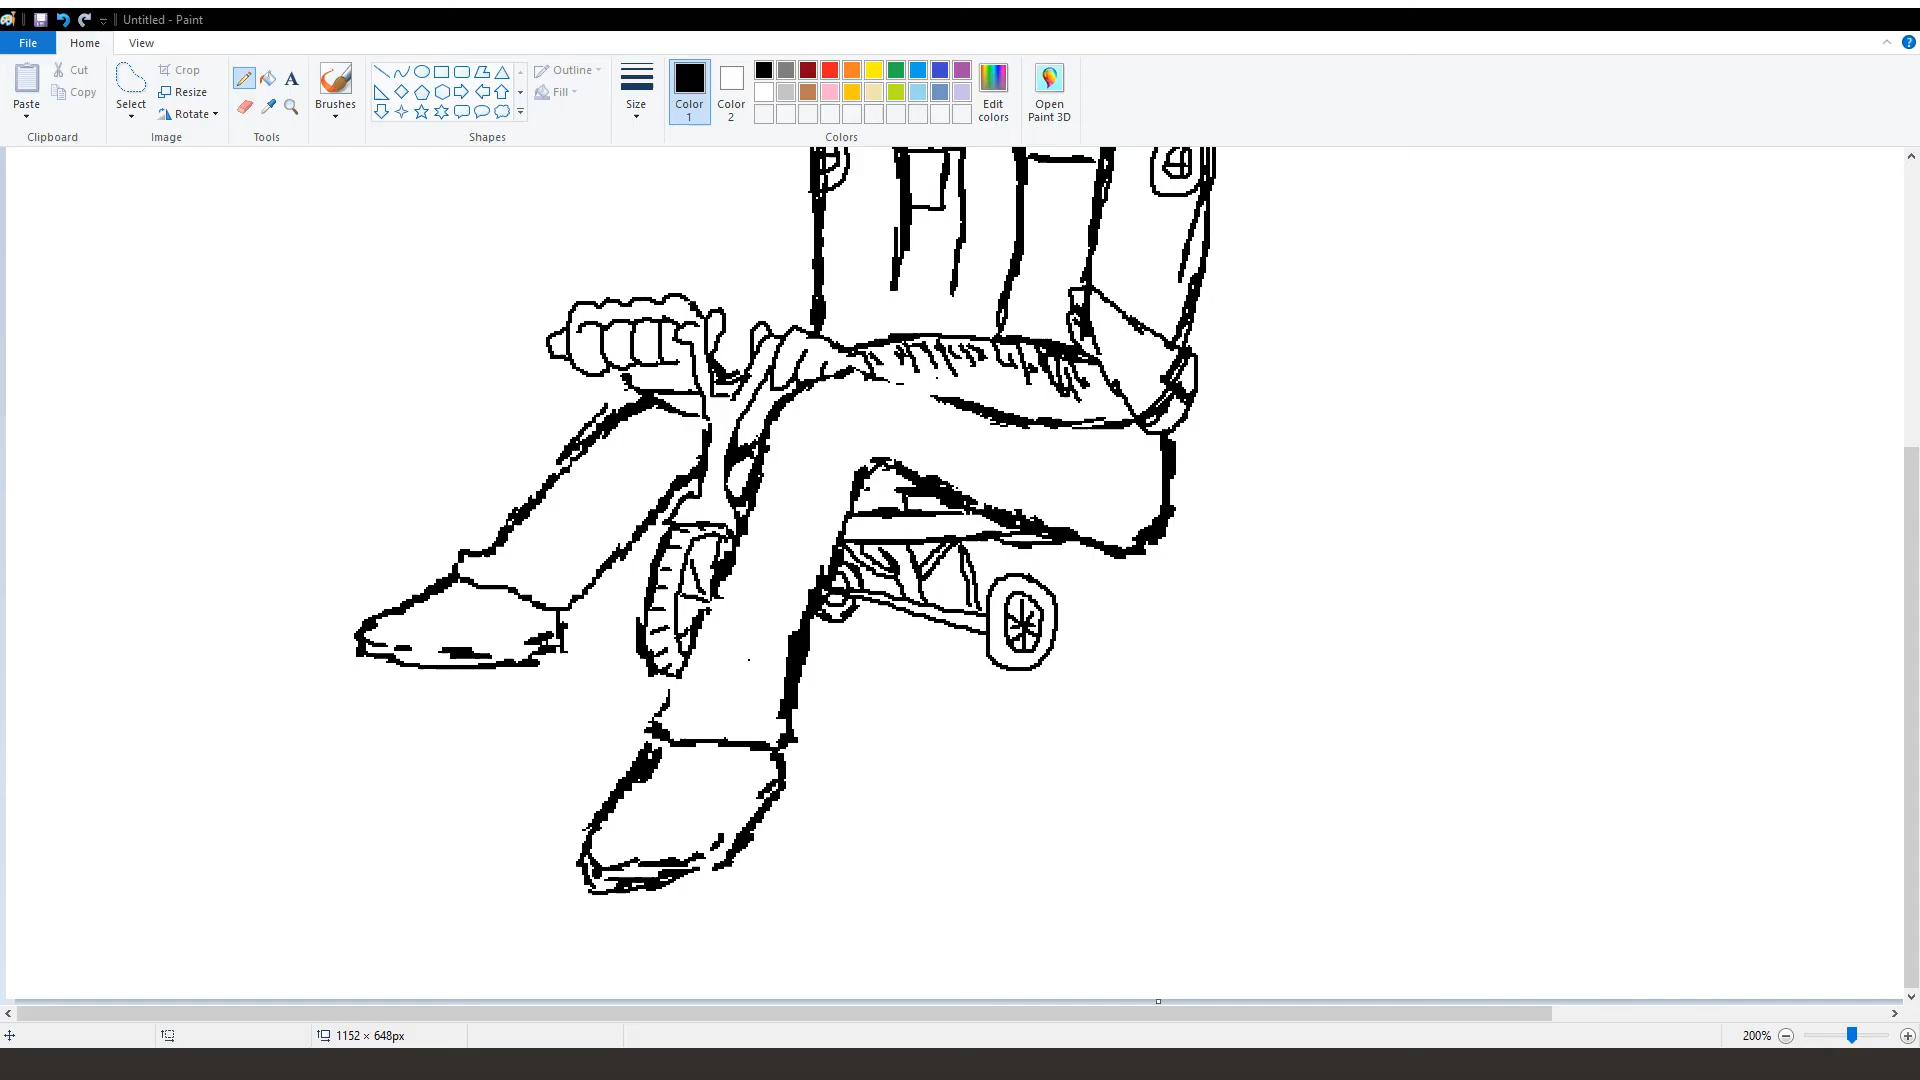 Untitled - Paint
File Home View
Paste Cut Copy Clipboard
Select Crop Resize Rotate Image
A Tools
Brushes
Shapes Outline Fill
Size
Color 1 Color 2 Colors
Edit colors
Open Paint 3D
1152 × 648px
200%